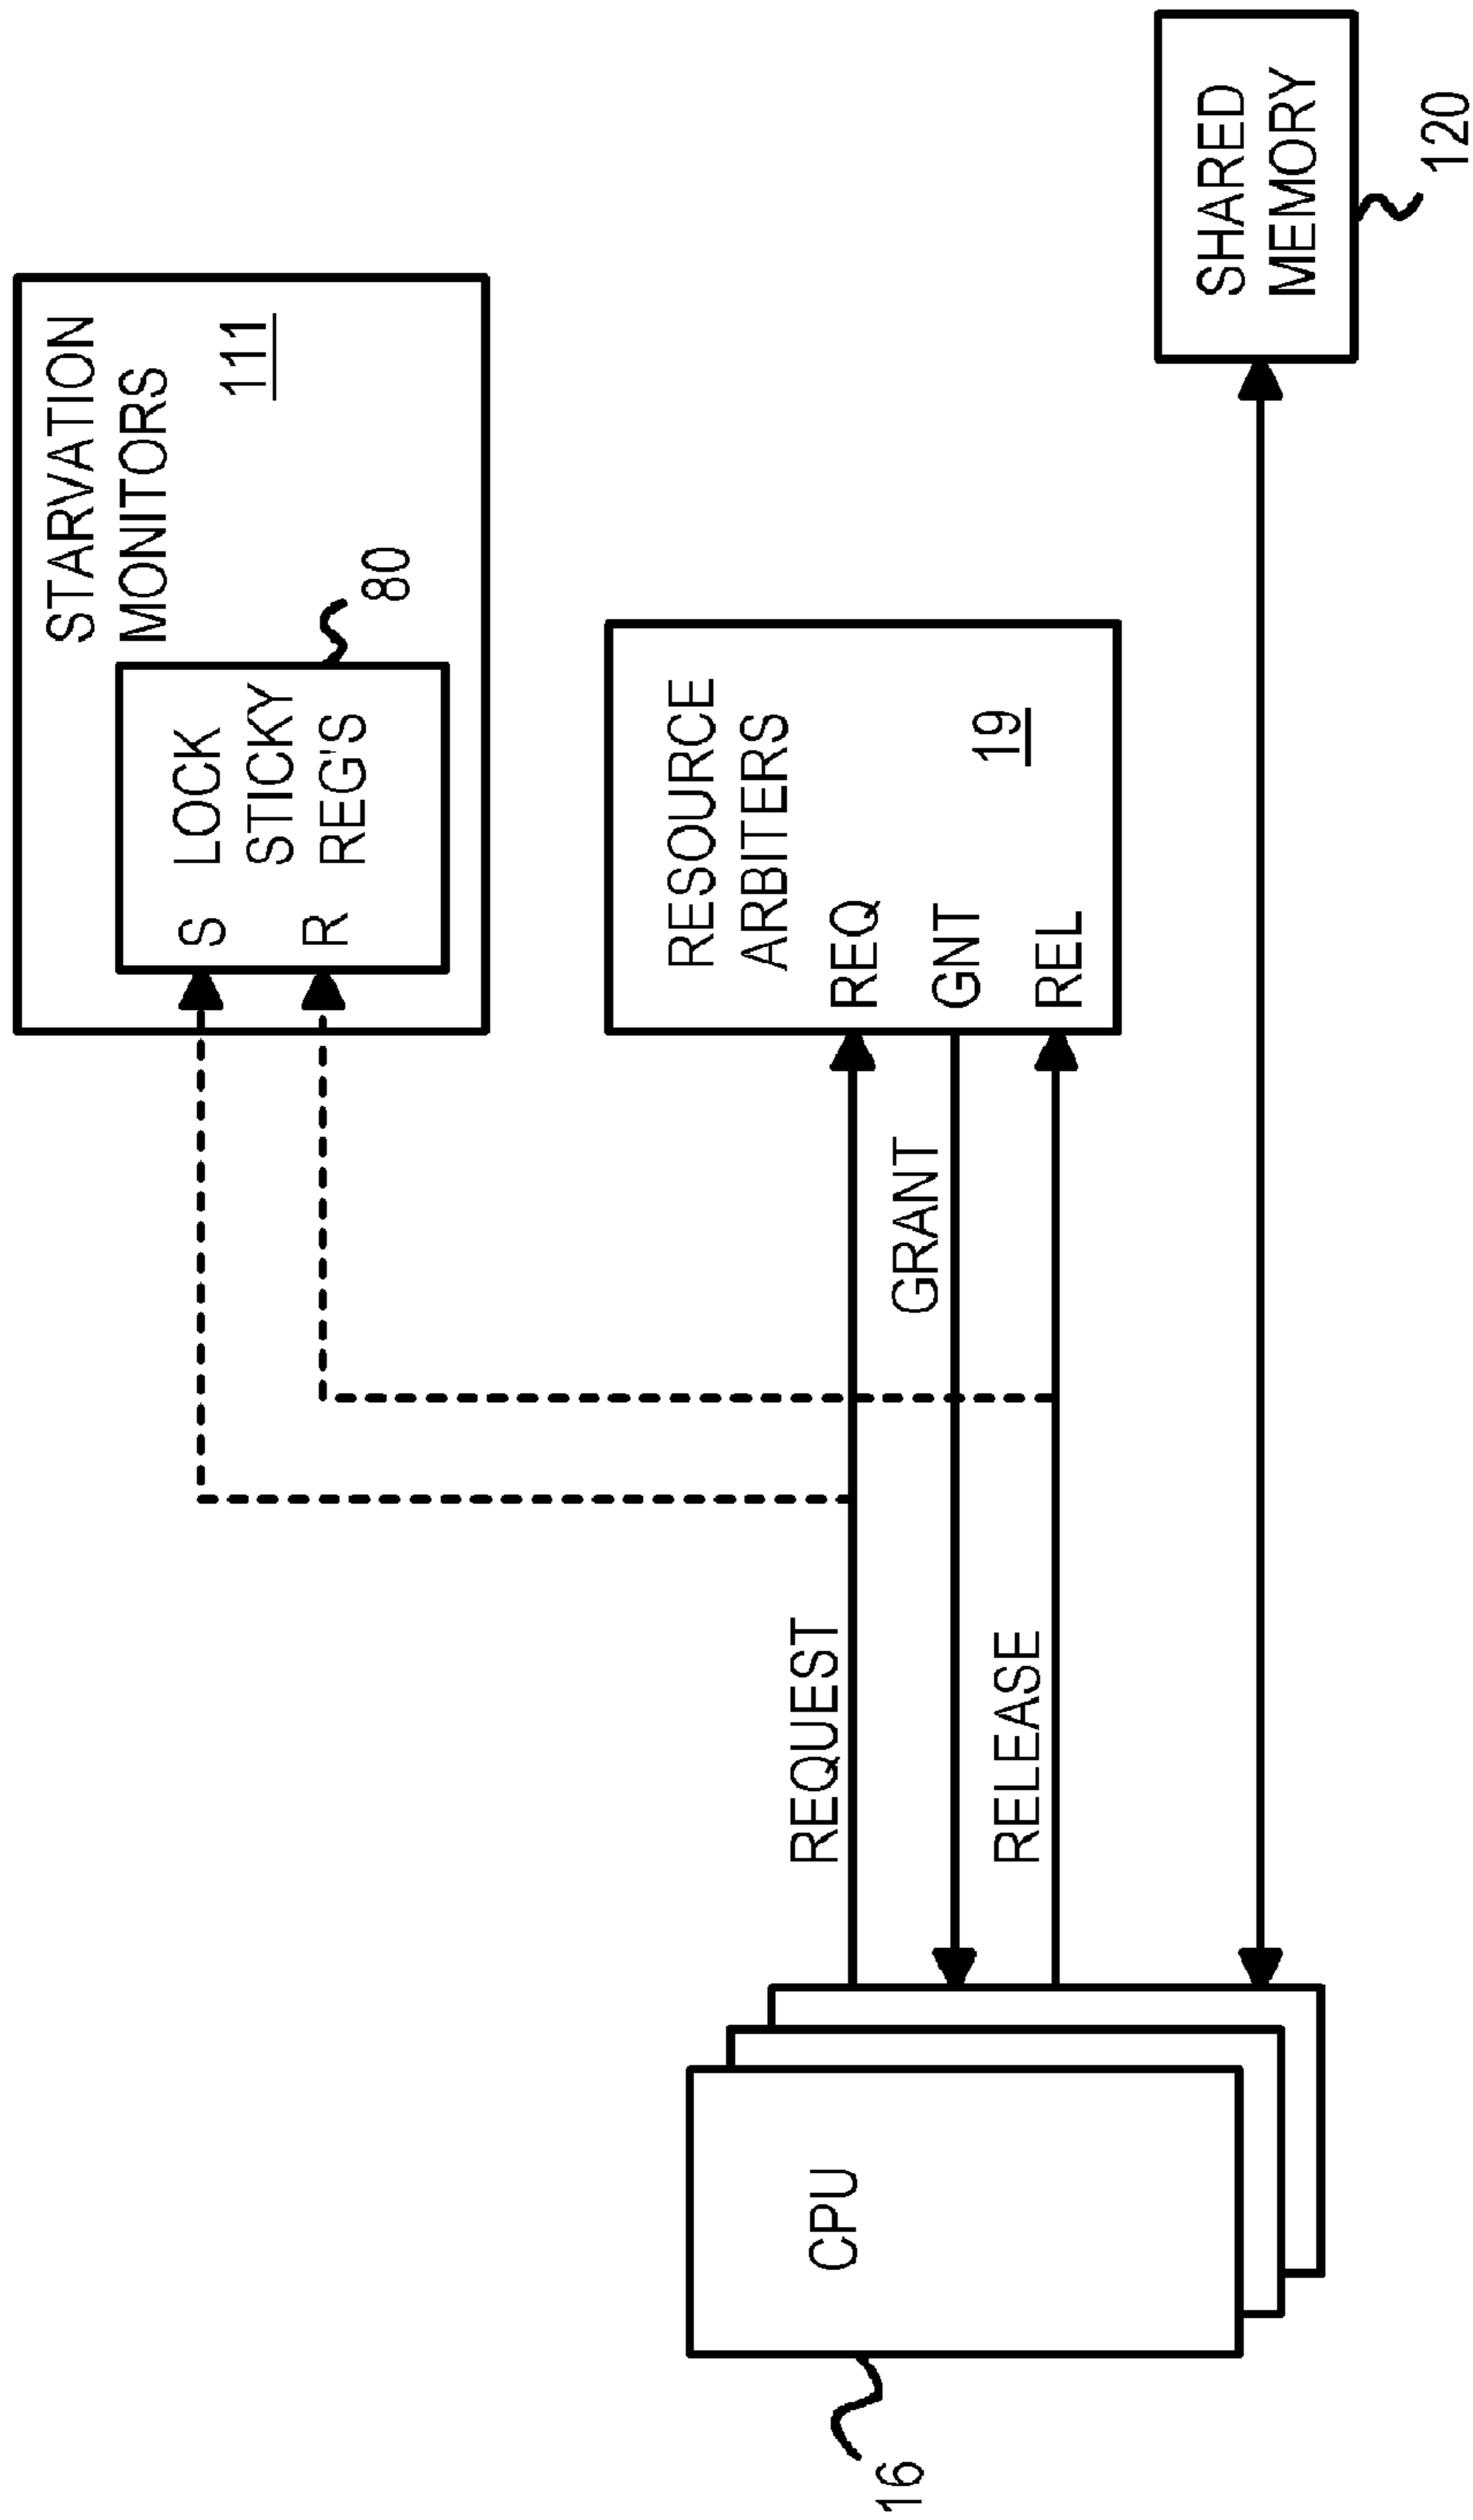 STARVATION
MONITORS
111
S LOCK
STICKY
R REG'S
80
RESOURCE
ARBITERS
19
REQ
GNT
REL
REQUEST
GRANT
RELEASE
CPU
16
SHARED
MEMORY
120